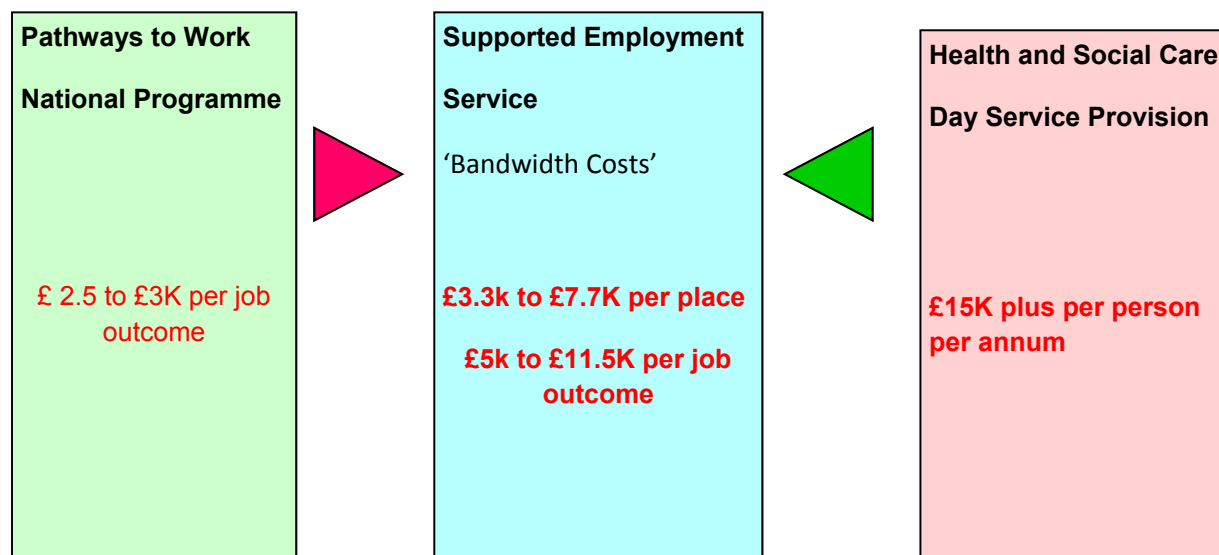 Pathways to Work
National Programme
£ 2.5 to £3K per job
outcome
Supported Employment
Service
‘Bandwidth Costs’
£3.3k to £7.7K per place
£5k to £11.5K per job
outcome
Health and Social Care
Day Service Provision
£15K plus per person
per annum